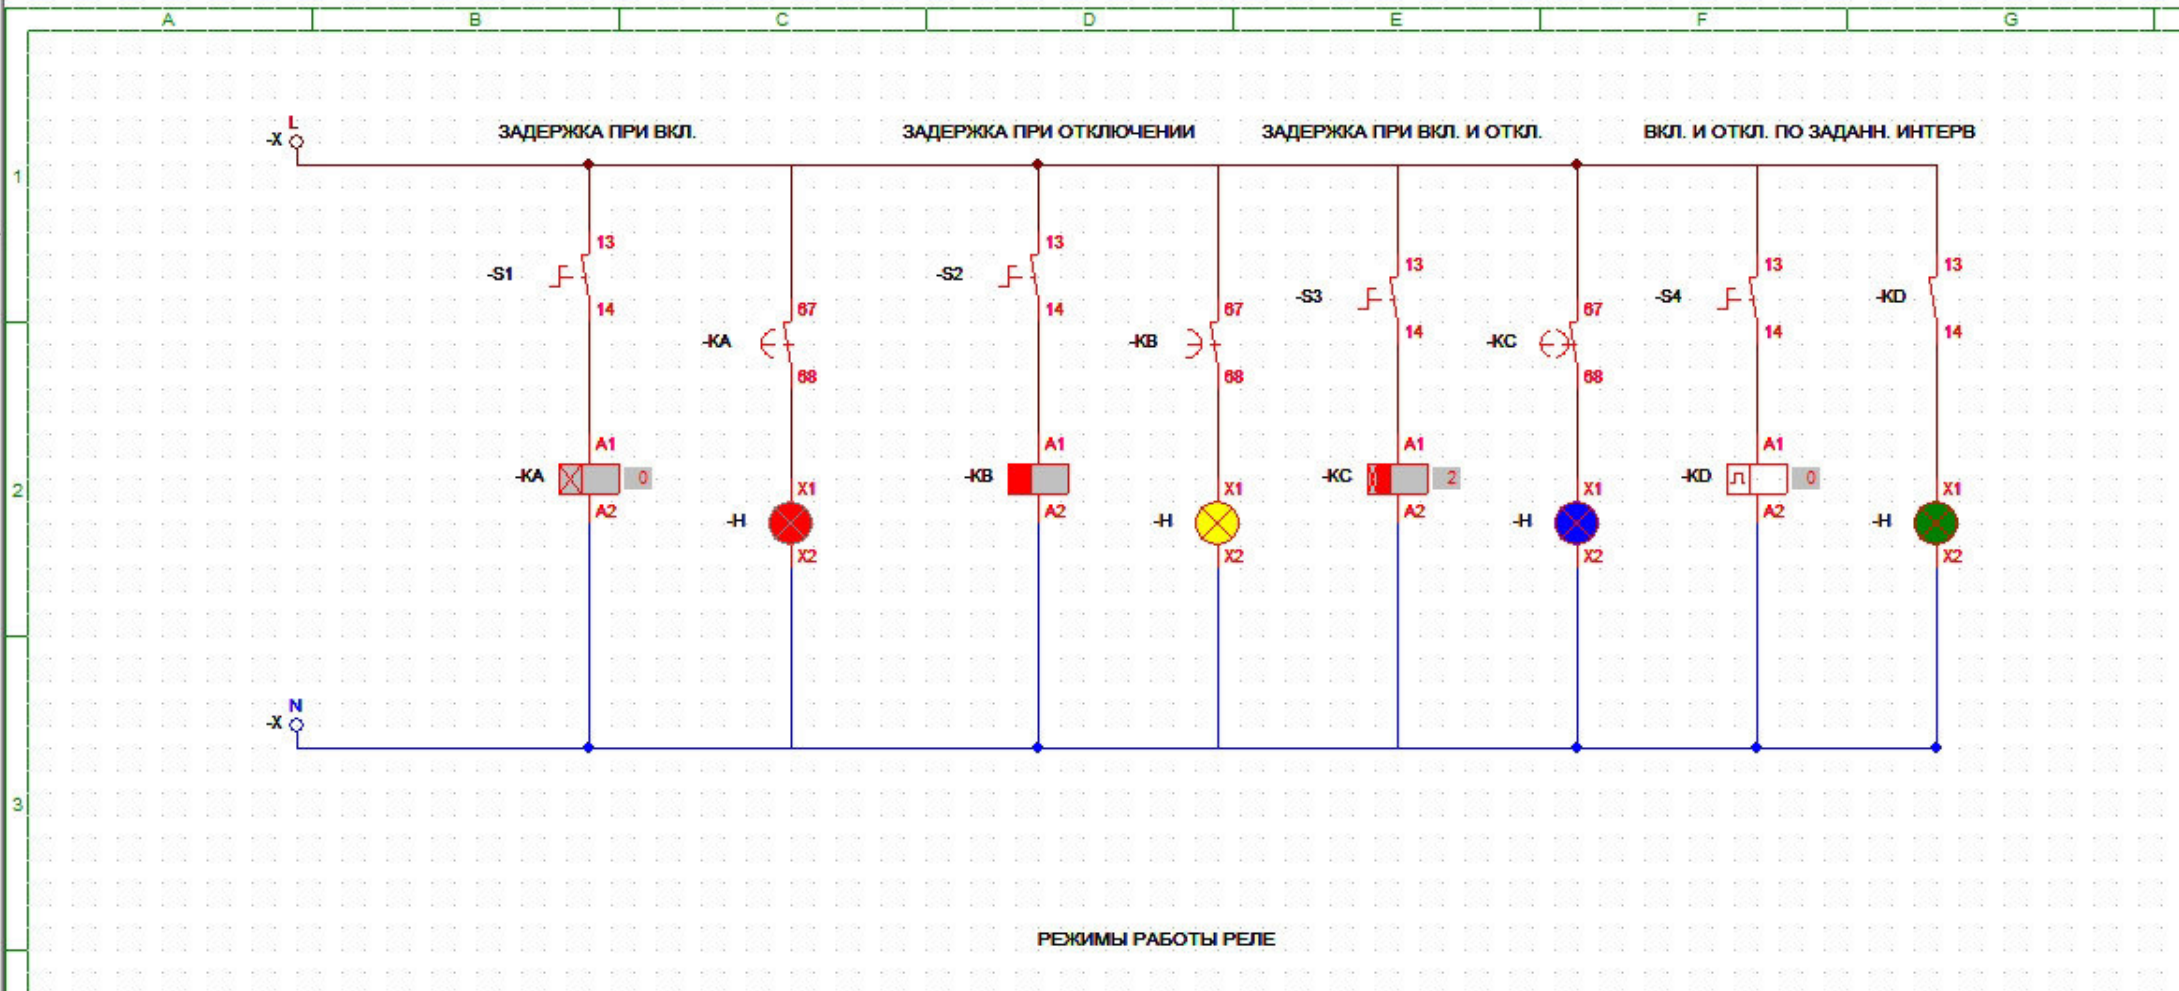 A B C D E F G
L
-X
ЗАДЕРЖКА ПРИ ВКЛ. ЗАДЕРЖКА ПРИ ОТКЛЮЧЕНИИ ЗАДЕРЖКА ПРИ ВКЛ. И ОТКЛ. ВКЛ. И ОТКЛ. ПО ЗАДАНН. ИНТЕРВ
1
13 13
13 13 13
-S1 -S2
-S3 -S4 -KD
14 67 14 67 67
14 14 14
-KA -KB -KC
68 68 68
A1 A1 A1 A1
-KA 0 -KB -KC 2 -KD 0
2
X1 X1 X1 X1
A2 A2 A2 A2
-H -H -H -H
X2 X2 X2 X2
N
-X
3
РЕЖИМЫ РАБОТЫ РЕЛЕ